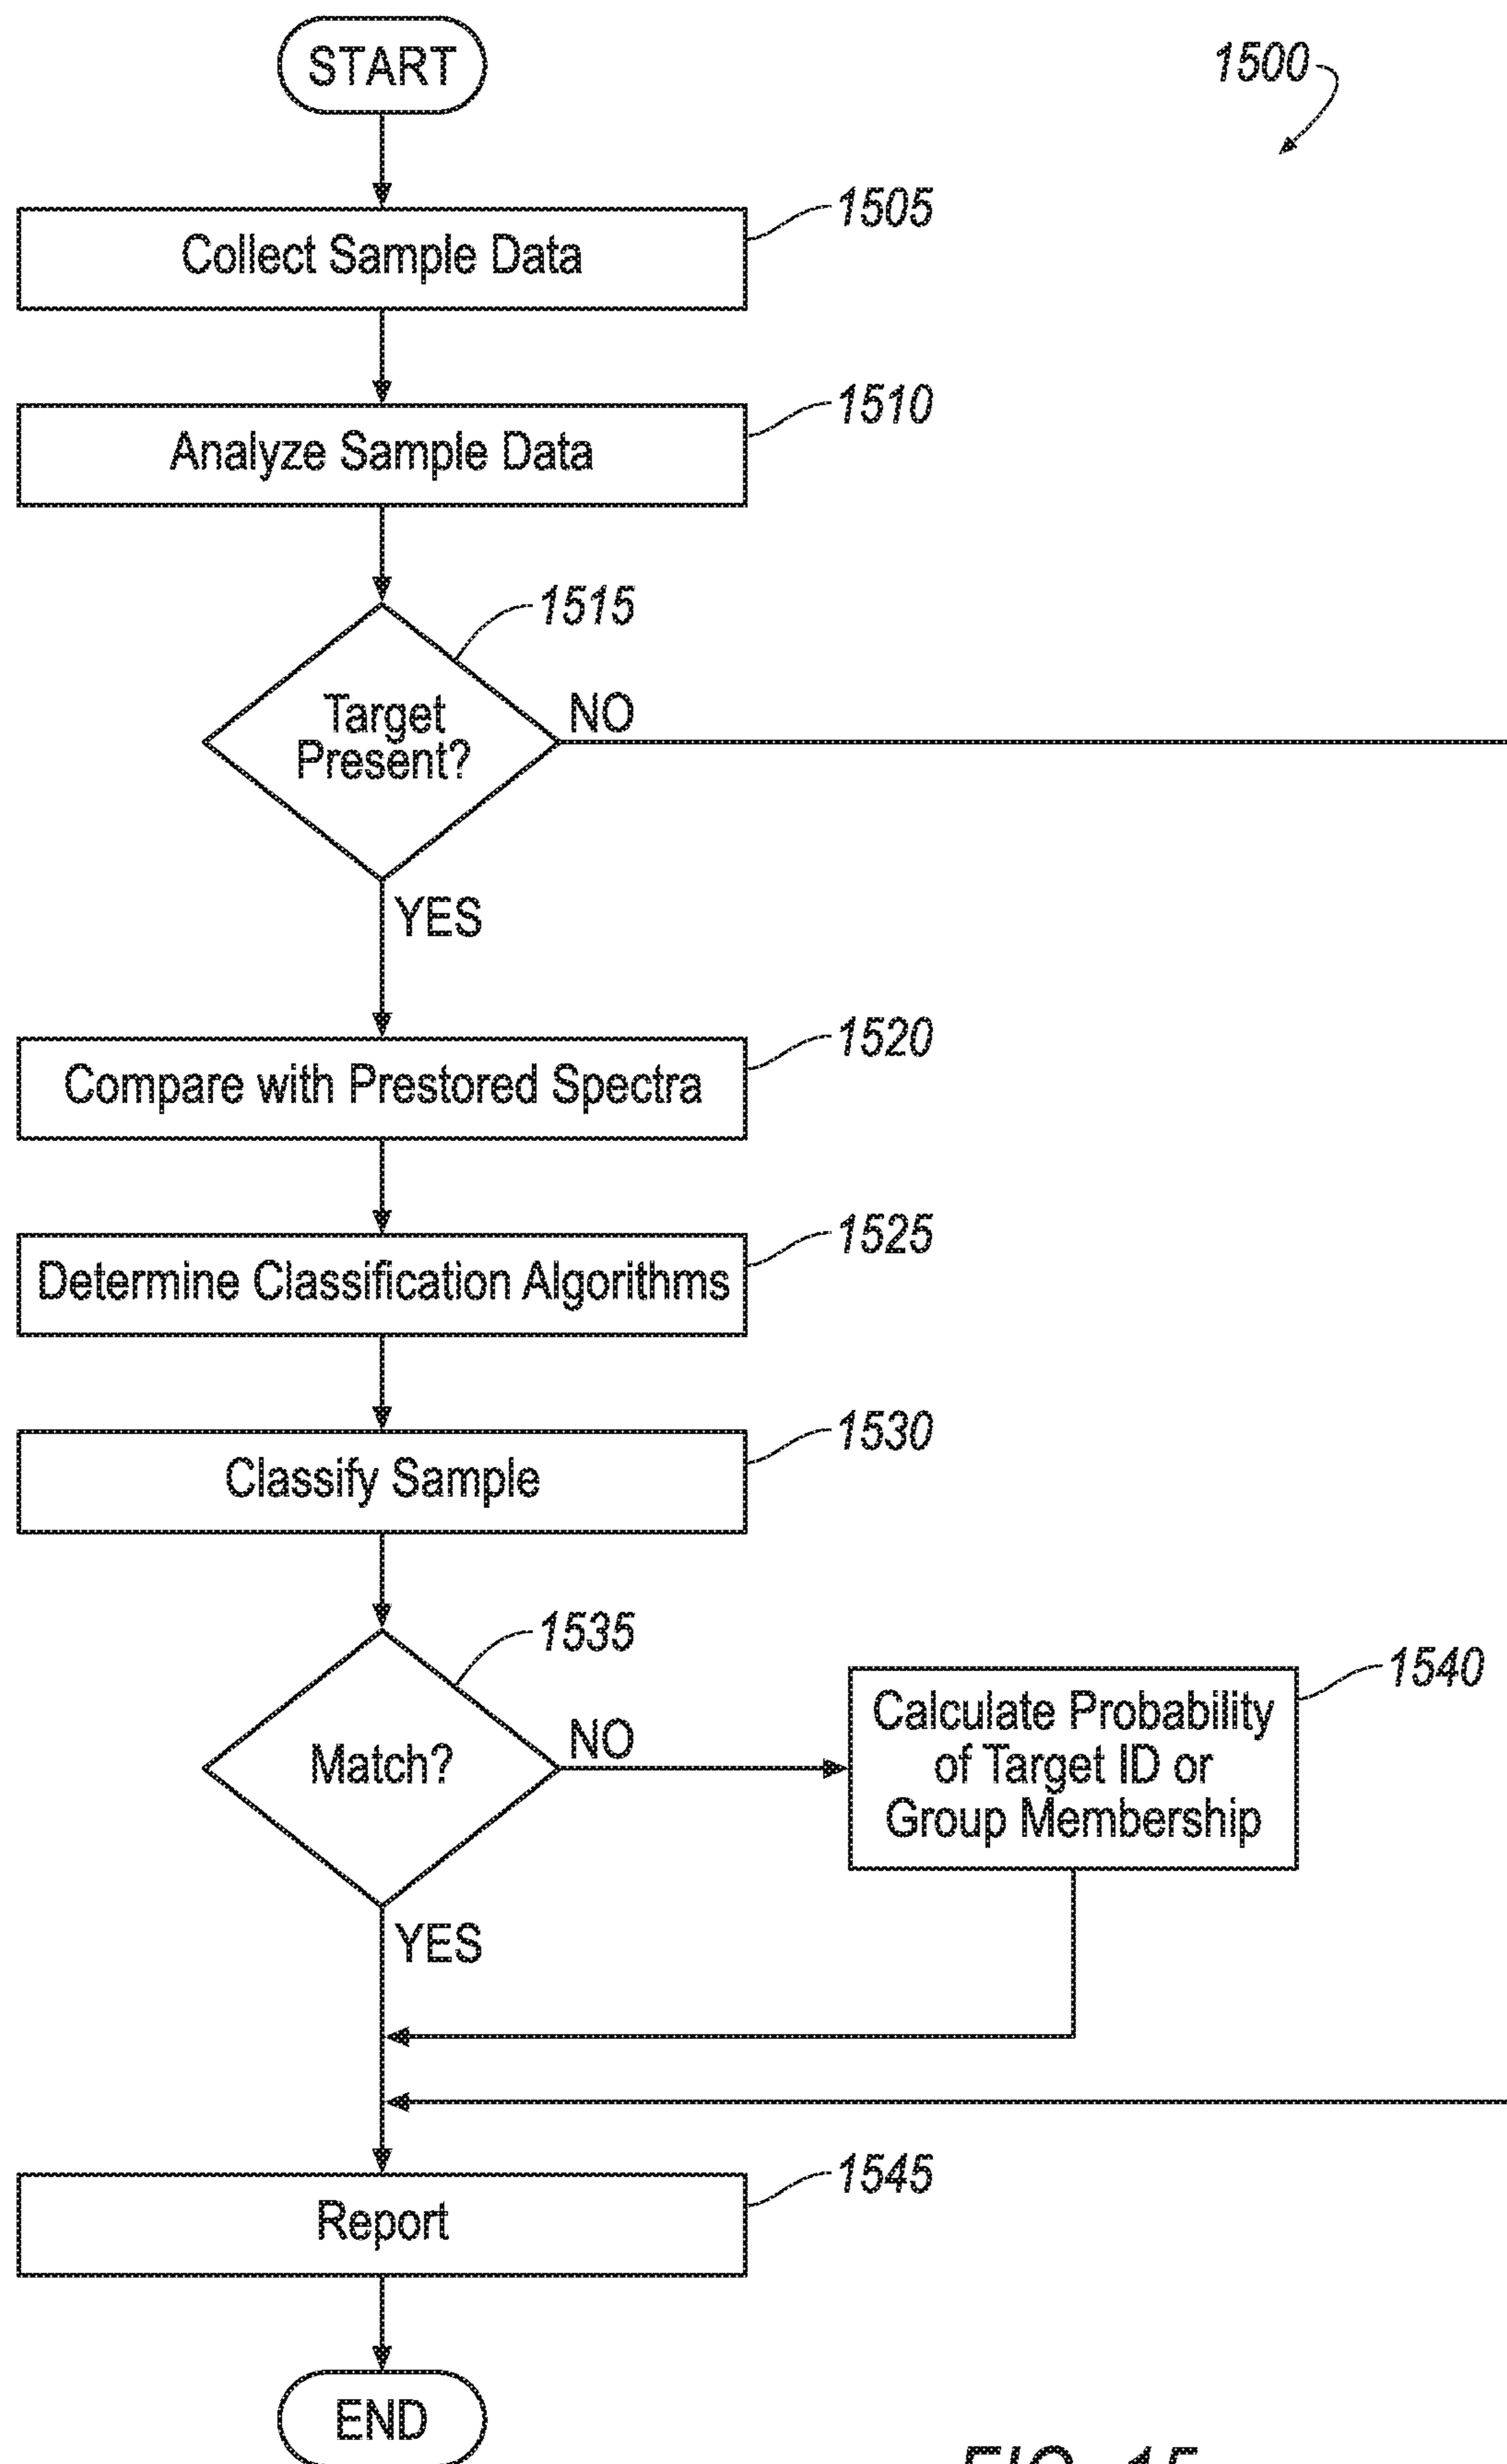 START
1500
1505
Collect Sample Data
1510
Analyze Sample Data
1515
Target
Present?
NO
YES
1520
Compare with Prestored Spectra
1525
Determine Classification Algorithms
1530
Classify Sample
1535
Match?
NO
1540
Calculate Probability
of Target ID or
Group Membership
YES
1545
Report
END
FIG. 15